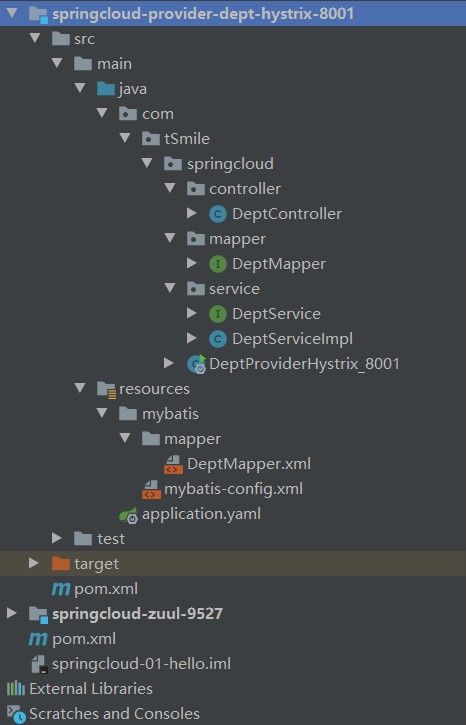 springcloud-provider-dept-hystrix-8001
src
main
java
com
tSmile
springcloud
controller
C DeptController
mapper
I DeptMapper
service
I DeptService
C DeptServiceImpl
DeptProviderHystrix_8001
resources
mybatis
mapper
DeptMapper.xml
mybatis-config.xml
application.yaml
test
target
m pom.xml
springcloud-zuul-9527
m pom.xml
springcloud-01-hello.iml
External Libraries
Scratches and Consoles